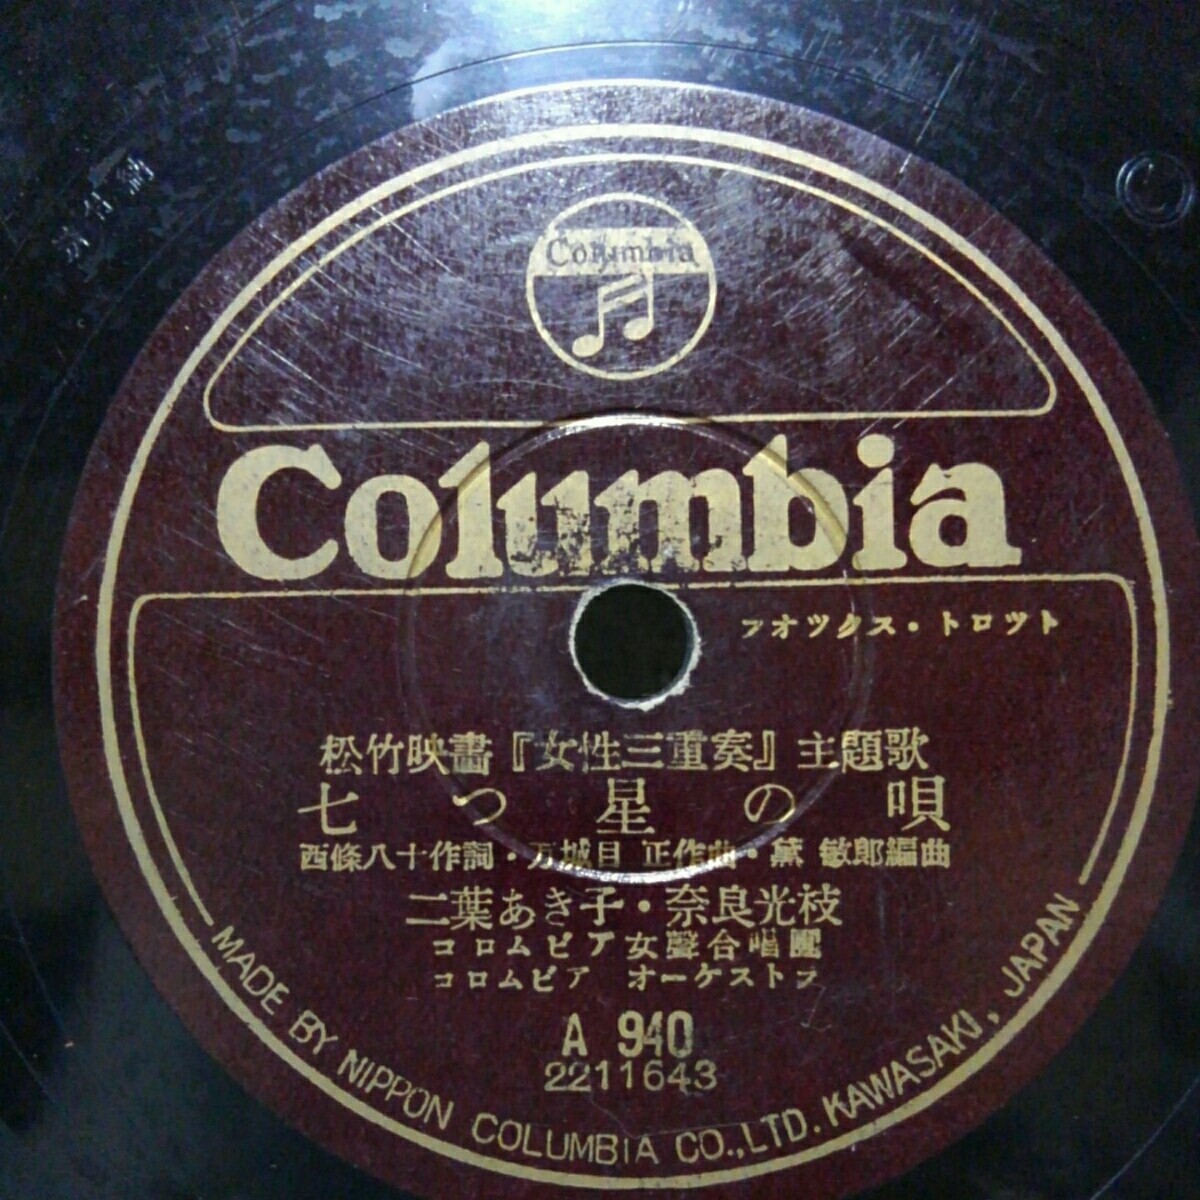 Columbia
Columbia
フオツクス・トロツト
松竹映畫『女性三重奏』主題歌
七つ星の唄
西條八十作詞・万城目 正作曲・黛 敏郎編曲
二葉あき子・奈良光枝
コロムビア女聲合唱團
コロムビア オーケストラ
A 940
2211643
MADE BY NIPPON COLUMBIA CO.,LTD. KAWASAKI, JAPAN
C